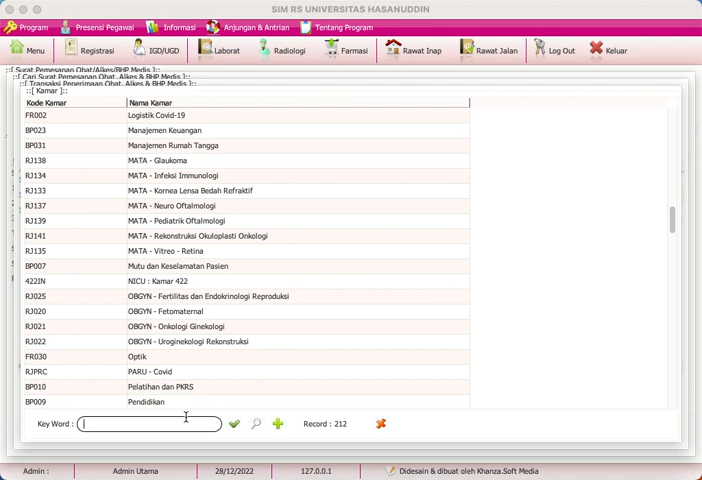 SIM RS UNIVERSITAS HASANUDDIN
Program Presensi Pegawai Informasi Anjungan & Antrian Tentang Program
Menu Registrasi IGD/UGD Laborat Radiologi Farmasi Rawat Inap Rawat Jalan Log Out Keluar
::[ Surat Pemesanan Obat/Alkes/BHP Medis ]::
::[ Cari Surat Pemesanan Obat, Alkes & BHP Medis ]::
::[ Transaksi Penerimaan Obat, Alkes & BHP Medis ]::
::[ Kamar ]::
Kode Kamar Nama Kamar
FR002 Logistik Covid-19
BP023 Manajemen Keuangan
BP031 Manajemen Rumah Tangga
RJ138 MATA - Glaukoma
RJ134 MATA - Infeksi Immunologi
RJ133 MATA - Kornea Lensa Bedah Refraktif
RJ137 MATA - Neuro Oftalmologi
RJ139 MATA - Pediatrik Oftalmologi
RJ141 MATA - Rekonstruksi Okuloplasti Onkologi
RJ135 MATA - Vitreo - Retina
BP007 Mutu dan Keselamatan Pasien
422IN NICU : Kamar 422
RJ025 OBGYN - Fertilitas dan Endokrinologi Reproduksi
RJ020 OBGYN - Fetomaternal
RJ021 OBGYN - Onkologi Ginekologi
RJ022 OBGYN - Uroginekologi Rekonstruksi
FR030 Optik
RJPRC PARU - Covid
BP010 Pelatihan dan PKRS
BP009 Pendidikan
Key Word : Record : 212
Admin : Admin Utama 28/12/2022 127.0.0.1 Didesain & dibuat oleh Khanza.Soft Media